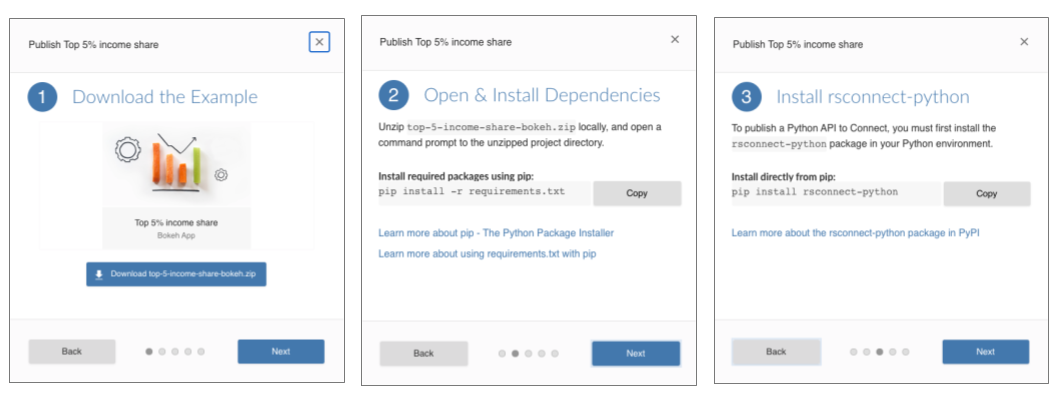 Publish Top 5% income share
1 Download the Example
Top 5% income share
Bokeh App
Download top-5-income-share-bokeh.zip
Back
Next
Publish Top 5% income share
2 Open & Install Dependencies
Unzip top-5-income-share-bokeh.zip locally, and open a
command prompt to the unzipped project directory.
Install required packages using pip:
pip install -r requirements.txt
Copy
Learn more about pip - The Python Package Installer
Learn more about using requirements.txt with pip
Back
Next
Publish Top 5% income share
3 Install rsconnect-python
To publish a Python API to Connect, you must first install the
rsconnect-python package in your Python environment.
Install directly from pip:
pip install rsconnect-python
Copy
Learn more about the rsconnect-python package in PyPI
Back
Next